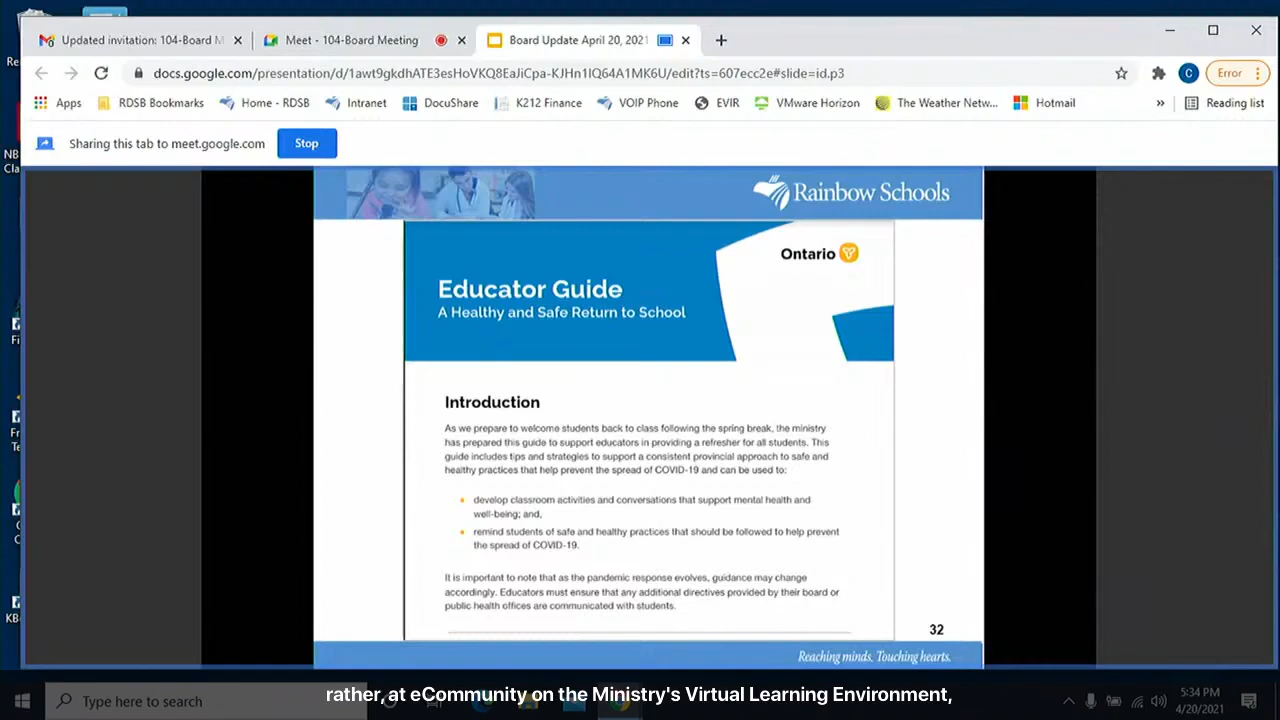 Updated invitation: 104-Board M
Meet - 104-Board Meeting
Board Update April 20, 2021
docs.google.com/presentation/d/1awt9gkdhATE3esHoVKQ8EaJiCpa-KJHn1IQ64A1MK6U/edit?ts=607ecc2e#slide=id.p3
C
Error
Apps
RDSB Bookmarks
Home - RDSB
Intranet
DocuShare
K212 Finance
VOIP Phone
EVIR
VMware Horizon
The Weather Netw...
Hotmail
»
Reading list
Sharing this tab to meet.google.com
Stop
Rainbow Schools
Ontario
Educator Guide
A Healthy and Safe Return to School
Introduction
As we prepare to welcome students back to class following the spring break, the ministry
has prepared this guide to support educators in providing a refresher for all students. This
guide includes tips and strategies to support a consistent provincial approach to safe and
healthy practices that help prevent the spread of COVID-19 and can be used to:
• develop classroom activities and conversations that support mental health and
well-being; and,
• remind students of safe and healthy practices that should be followed to help prevent
the spread of COVID-19.
It is important to note that as the pandemic response evolves, guidance may change
accordingly. Educators must ensure that any additional directives provided by their board or
public health offices are communicated with students.
32
Reaching minds. Touching hearts.
rather, at eCommunity on the Ministry's Virtual Learning Environment,
Type here to search
5:34 PM
4/20/2021